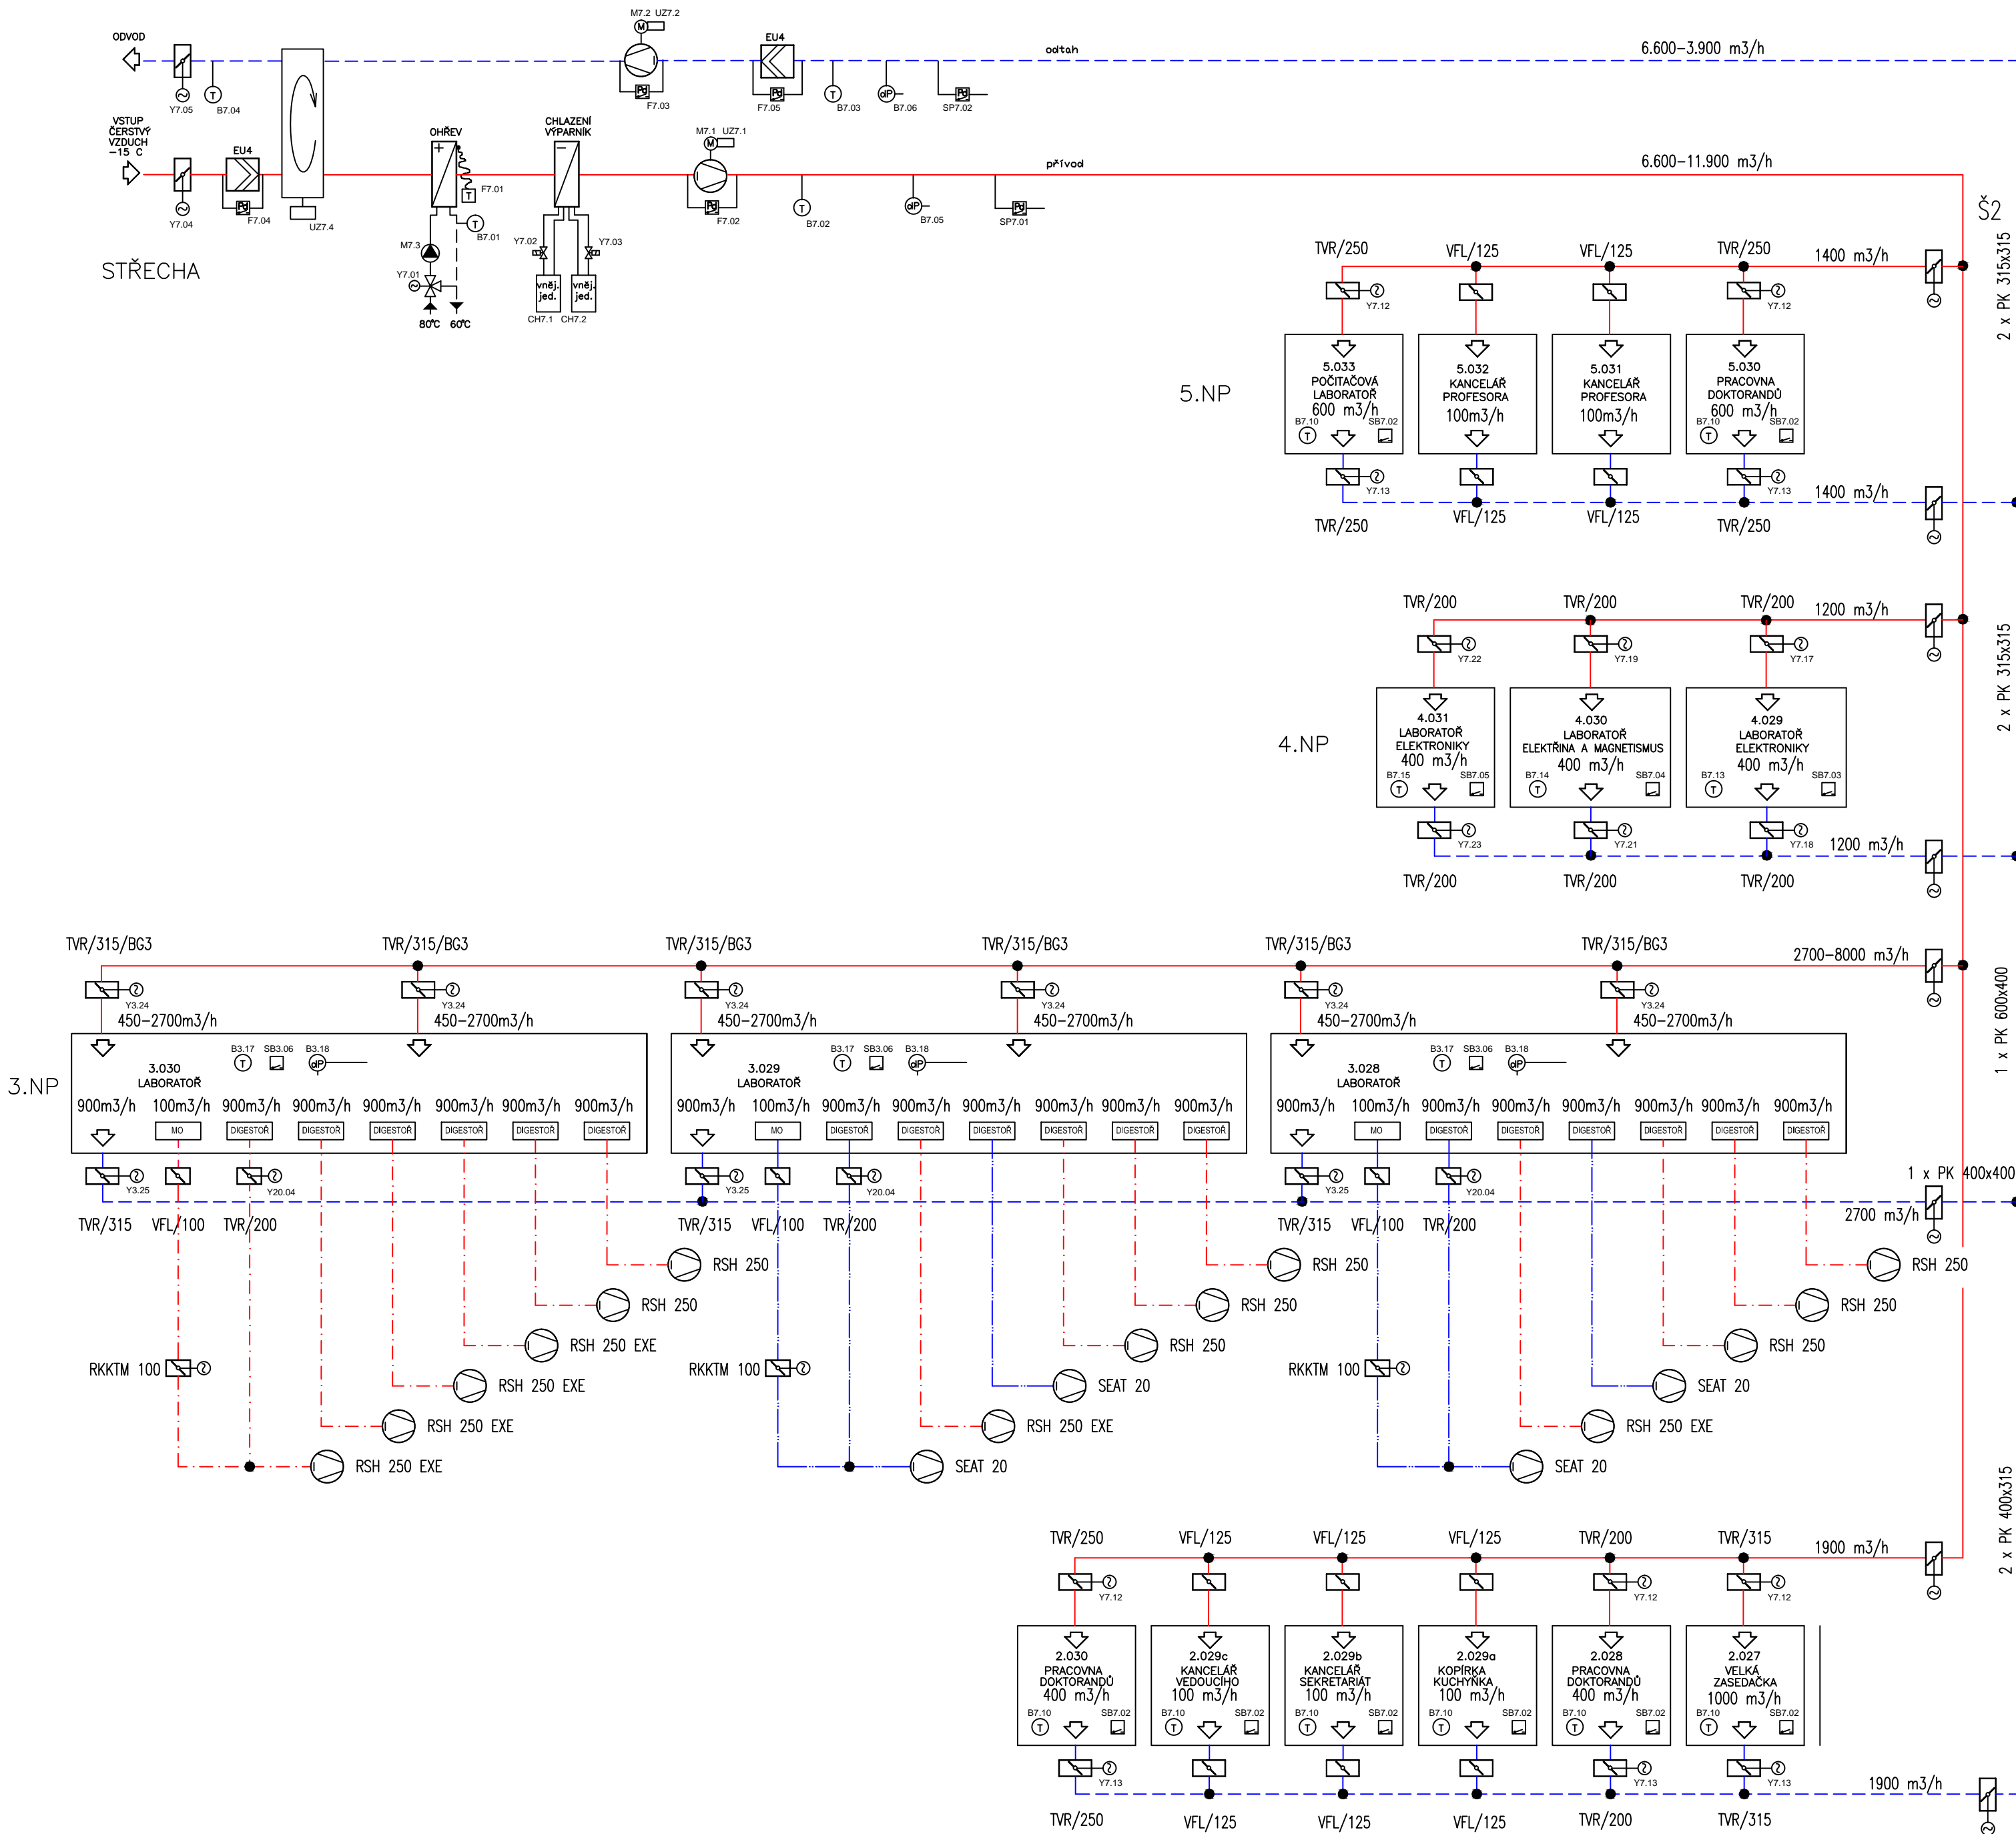 ODVOD
M7.2 UZ7.2
EU4
odtah
6.600-3.900 m3/h
Y7.05
B7.04
F7.03
F7.05
B7.03
dP
B7.06
SP7.02
VSTUP
ČERSTVÝ
VZDUCH
-15 C
EU4
OHŘEV
CHLAZENÍ
VÝPARNÍK
M7.1 UZ7.1
přívod
6.600-11.900 m3/h
Y7.04
F7.04
UZ7.4
F7.01
B7.01
F7.02
B7.02
dP
B7.05
SP7.01
M7.3
Y7.01
Y7.02
Y7.03
vněj.
jed.
vněj.
jed.
CH7.1 CH7.2
80°C 60°C
STŘECHA
Š2
2 x PK 315x315
TVR/250 VFL/125 VFL/125 TVR/250 1400 m3/h
Y7.12 Y7.12
5.NP
5.033
POČITAČOVÁ
LABORATOŘ
600 m3/h
B7.10 SB7.02
5.032
KANCELÁŘ
PROFESORA
100m3/h
5.031
KANCELÁŘ
PROFESORA
100m3/h
5.030
PRACOVNA
DOKTORANDŮ
600 m3/h
B7.10 SB7.02
Y7.13 Y7.13
1400 m3/h
TVR/250 VFL/125 VFL/125 TVR/250
TVR/200 TVR/200 TVR/200 1200 m3/h
2 x PK 315x315
Y7.22 Y7.19 Y7.17
4.NP
4.031
LABORATOŘ
ELEKTRONIKY
400 m3/h
B7.15 SB7.05
4.030
LABORATOŘ
ELEKTŘINA A MAGNETISMUS
400 m3/h
B7.14 SB7.04
4.029
LABORATOŘ
ELEKTRONIKY
400 m3/h
B7.13 SB7.03
Y7.23 Y7.21 Y7.18
1200 m3/h
TVR/200 TVR/200 TVR/200
TVR/315/BG3 TVR/315/BG3 TVR/315/BG3 TVR/315/BG3 TVR/315/BG3 TVR/315/BG3
2700-8000 m3/h
1 x PK 600x400
Y3.24 Y3.24 Y3.24 Y3.24 Y3.24 Y3.24
450-2700m3/h 450-2700m3/h 450-2700m3/h 450-2700m3/h 450-2700m3/h 450-2700m3/h
3.NP
3.030
LABORATOŘ
B3.17 SB3.06 B3.18
dP
900m3/h 100m3/h 900m3/h 900m3/h 900m3/h 900m3/h 900m3/h 900m3/h
MO DIGESTOŘ DIGESTOŘ DIGESTOŘ DIGESTOŘ DIGESTOŘ DIGESTOŘ
3.029
LABORATOŘ
B3.17 SB3.06 B3.18
dP
900m3/h 100m3/h 900m3/h 900m3/h 900m3/h 900m3/h 900m3/h 900m3/h
MO DIGESTOŘ DIGESTOŘ DIGESTOŘ DIGESTOŘ DIGESTOŘ DIGESTOŘ
3.028
LABORATOŘ
B3.17 SB3.06 B3.18
dP
900m3/h 100m3/h 900m3/h 900m3/h 900m3/h 900m3/h 900m3/h 900m3/h
MO DIGESTOŘ DIGESTOŘ DIGESTOŘ DIGESTOŘ DIGESTOŘ DIGESTOŘ
Y3.25 Y20.04 Y3.25 Y20.04 Y3.25 Y20.04
1 x PK 400x400
2700 m3/h
TVR/315 VFL/100 TVR/200 TVR/315 VFL/100 TVR/200 TVR/315 VFL/100 TVR/200
RSH 250 RSH 250 RSH 250
RSH 250 RSH 250 RSH 250
RSH 250 EXE RSH 250 RSH 250
RKKTM 100 RKKTM 100 RKKTM 100
RSH 250 EXE SEAT 20 SEAT 20
RSH 250 EXE RSH 250 EXE RSH 250 EXE
RSH 250 EXE SEAT 20 SEAT 20
2 x PK 400x315
TVR/250 VFL/125 VFL/125 VFL/125 TVR/200 TVR/315 1900 m3/h
Y7.12 Y7.12 Y7.12
2.030
PRACOVNA
DOKTORANDŮ
400 m3/h
B7.10 SB7.02
2.029c
KANCELÁŘ
VEDOUCÍHO
100 m3/h
B7.10 SB7.02
2.029b
KANCELÁŘ
SEKRETARIÁT
100 m3/h
B7.10 SB7.02
2.029a
KOPÍRKA
KUCHYŇKA
100 m3/h
B7.10 SB7.02
2.028
PRACOVNA
DOKTORANDŮ
400 m3/h
B7.10 SB7.02
2.027
VELKÁ
ZASEDAČKA
1000 m3/h
B7.10 SB7.02
Y7.13 Y7.13 Y7.13
1900 m3/h
TVR/250 VFL/125 VFL/125 VFL/125 TVR/200 TVR/315